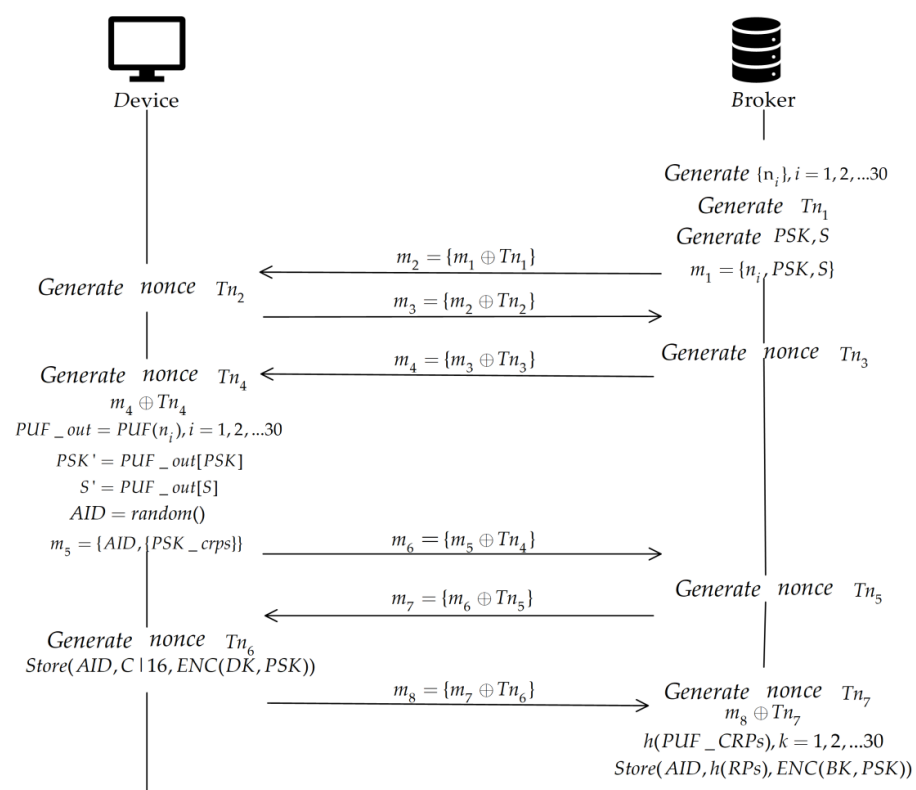 Device
Broker
Generate {n_i}, i = 1, 2, ...30
Generate Tn_1
Generate PSK, S
m_2 = {m_1 ⊕ Tn_1}
m_1 = {n_i, PSK, S}
Generate nonce Tn_2
m_3 = {m_2 ⊕ Tn_2}
Generate nonce Tn_3
m_4 = {m_3 ⊕ Tn_3}
Generate nonce Tn_4
m_4 ⊕ Tn_4
PUF_out = PUF(n_i), i = 1, 2, ...30
PSK' = PUF_out[PSK]
S' = PUF_out[S]
AID = random()
m_5 = {AID, {PSK_crps}}
m_6 = {m_5 ⊕ Tn_4}
Generate nonce Tn_5
m_7 = {m_6 ⊕ Tn_5}
Generate nonce Tn_6
Store(AID, C | 16, ENC(DK, PSK))
m_8 = {m_7 ⊕ Tn_6}
Generate nonce Tn_7
m_8 ⊕ Tn_7
h(PUF_CRPs), k = 1, 2, ...30
Store(AID, h(RPs), ENC(BK, PSK))